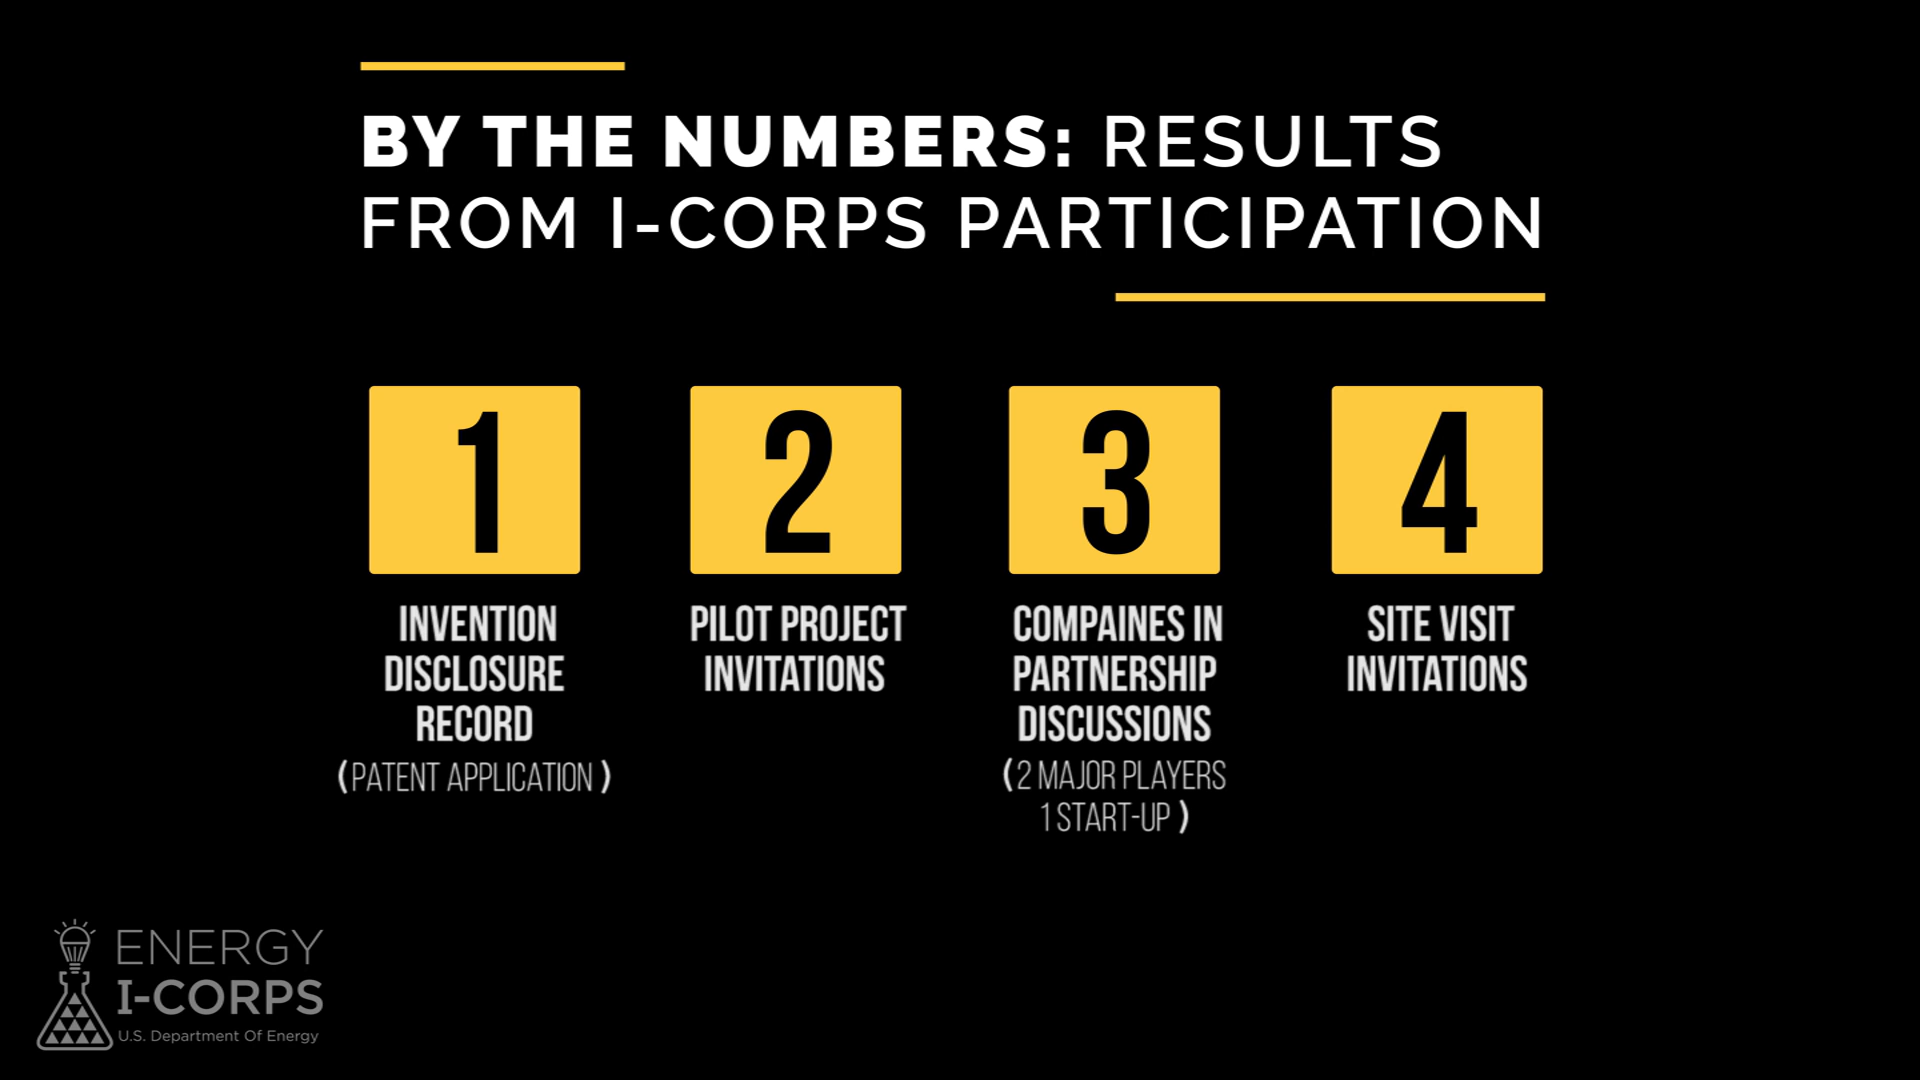 BY THE NUMBERS: RESULTS
FROM I-CORPS PARTICIPATION
1
INVENTION
DISCLOSURE
RECORD
(PATENT APPLICATION)
2
PILOT PROJECT
INVITATIONS
3
COMPAINES IN
PARTNERSHIP
DISCUSSIONS
(2 MAJOR PLAYERS
1 START-UP)
4
SITE VISIT
INVITATIONS
ENERGY
I-CORPS
U.S. Department Of Energy